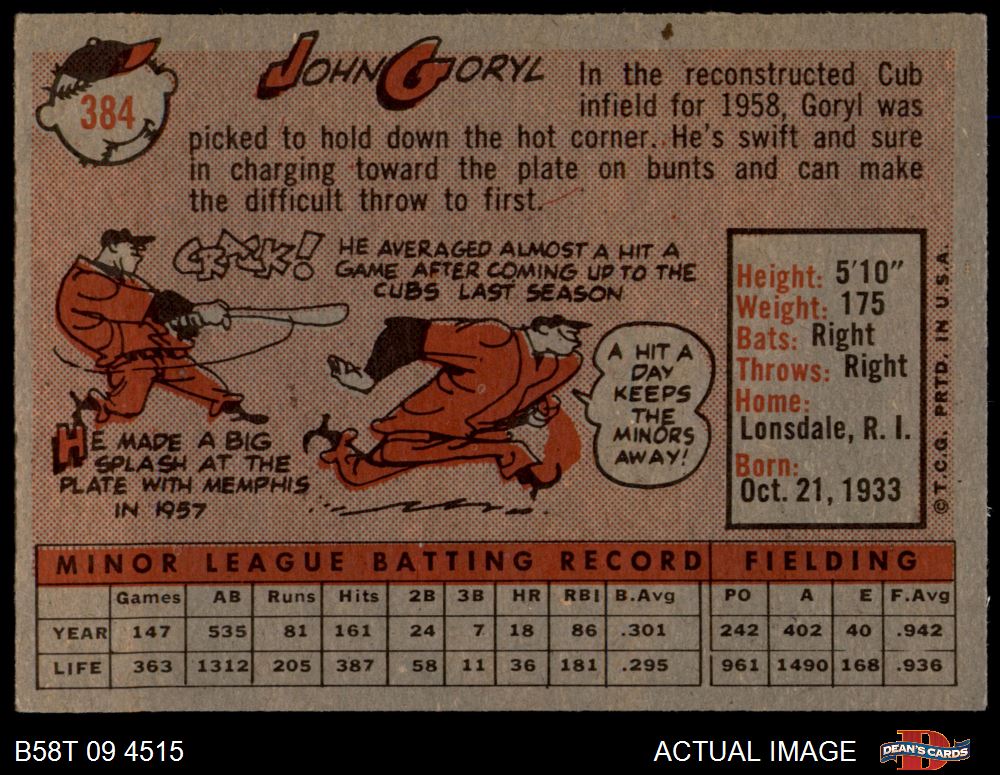 384
JOHN GORYL
In the reconstructed Cub
infield for 1958, Goryl was
picked to hold down the hot corner. He's swift and sure
in charging toward the plate on bunts and can make
the difficult throw to first.
CRACK!
HE AVERAGED ALMOST A HIT A
GAME AFTER COMING UP TO THE
CUBS LAST SEASON
HE MADE A BIG
SPLASH AT THE
PLATE WITH MEMPHIS
IN 1957
A HIT A
DAY
KEEPS
THE
MINORS
AWAY!
Height: 5'10"
Weight: 175
Bats: Right
Throws: Right
Home:
Lonsdale, R. I.
Born:
Oct. 21, 1933
© T.C.G. PRTD. IN U.S.A.
MINOR LEAGUE BATTING RECORD FIELDING
Games AB Runs Hits 2B 3B HR RBI B.Avg PO A E F.Avg
YEAR 147 535 81 161 24 7 18 86 .301 242 402 40 .942
LIFE 363 1312 205 387 58 11 36 181 .295 961 1490 168 .936
B58T 09 4515
ACTUAL IMAGE
DEAN'S CARDS